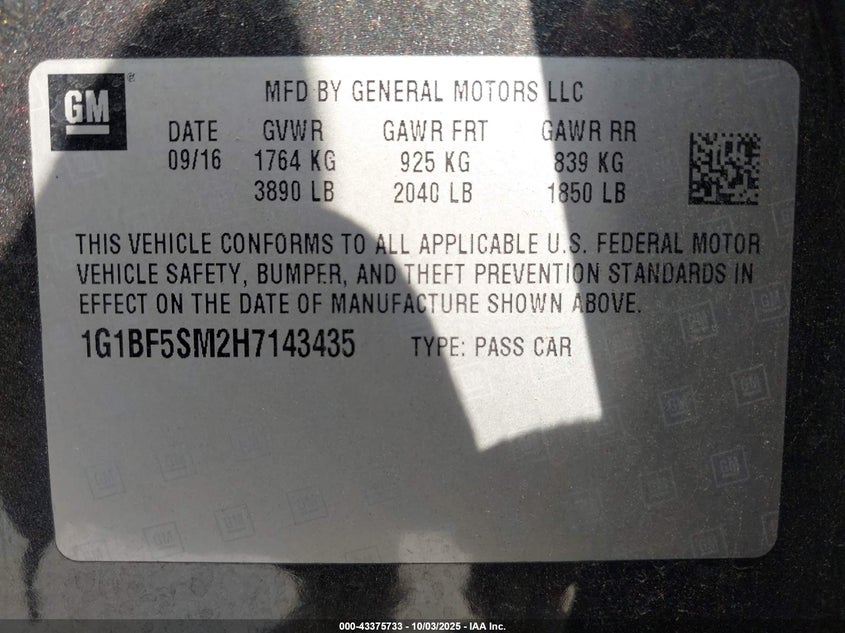 GM
®
MFD BY GENERAL MOTORS LLC
DATE GVWR GAWR FRT GAWR RR
09/16 1764 KG 925 KG 839 KG
3890 LB 2040 LB 1850 LB
THIS VEHICLE CONFORMS TO ALL APPLICABLE U.S. FEDERAL MOTOR
VEHICLE SAFETY, BUMPER, AND THEFT PREVENTION STANDARDS IN
EFFECT ON THE DATE OF MANUFACTURE SHOWN ABOVE.
1G1BF5SM2H7143435 TYPE: PASS CAR
000-43375733 - 10/03/2025 - IAA Inc.